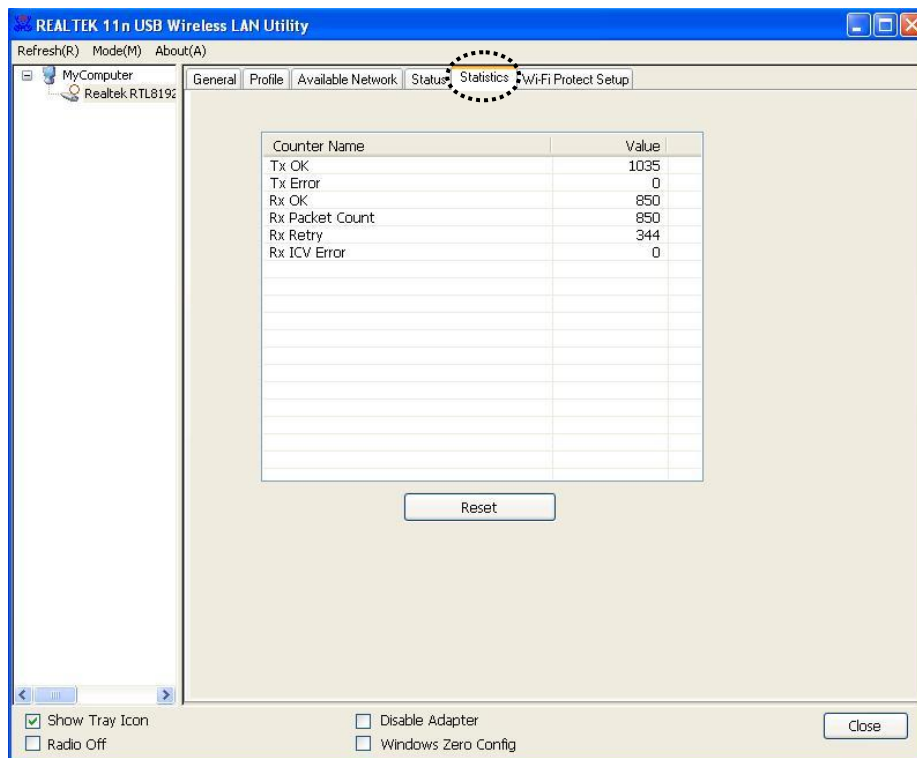 REALTEK 11n USB Wireless LAN Utility
Refresh(R) Mode(M) About(A)
MyComputer
Realtek RTL8192
General Profile Available Network Status Statistics Wi-Fi Protect Setup
Counter Name Value
Tx OK 1035
Tx Error 0
Rx OK 850
Rx Packet Count 850
Rx Retry 344
Rx ICV Error 0
Reset
Show Tray Icon Disable Adapter
Radio Off Windows Zero Config
Close